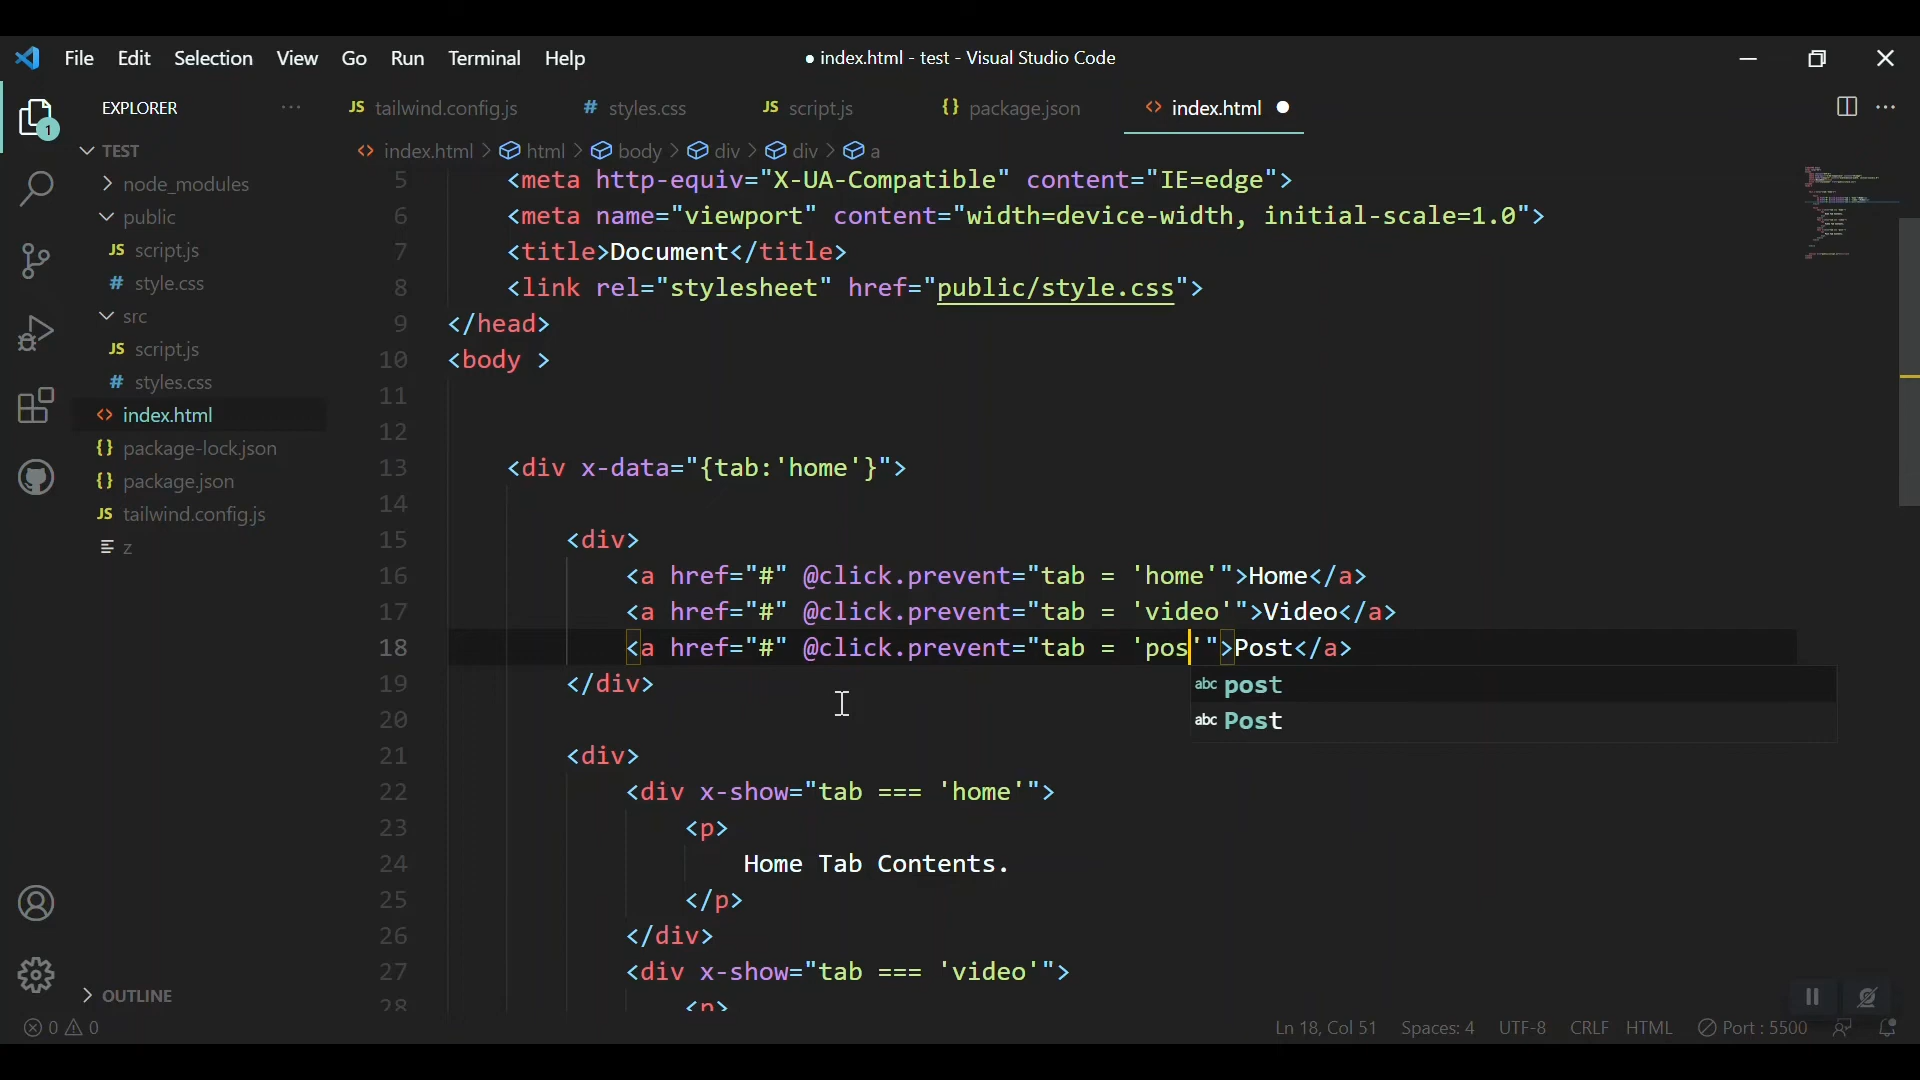 File Edit Selection View Go Run Terminal Help
● index.html - test - Visual Studio Code
EXPLORER ···
JS tailwind.config.js
# styles.css
JS script.js
{} package.json
<> index.html ●
1
TEST
<> index.html > html > body > div > div > a
node_modules
public
JS script.js
# style.css
src
JS script.js
# styles.css
<> index.html
{} package-lock.json
{} package.json
JS tailwind.config.js
z
OUTLINE
5 <meta http-equiv="X-UA-Compatible" content="IE=edge">
6 <meta name="viewport" content="width=device-width, initial-scale=1.0">
7 <title>Document</title>
8 <link rel="stylesheet" href="public/style.css">
9 </head>
10 <body >
11
12
13 <div x-data="{tab:'home'}">
14
15 <div>
16 <a href="#" @click.prevent="tab = 'home'">Home</a>
17 <a href="#" @click.prevent="tab = 'video'">Video</a>
18 <a href="#" @click.prevent="tab = 'pos'">Post</a>
19 </div>
abc post
20
abc Post
21 <div>
22 <div x-show="tab === 'home'">
23 <p>
24 Home Tab Contents.
25 </p>
26 </div>
27 <div x-show="tab === 'video'">
28 <p>
0 0
Ln 18, Col 51 Spaces: 4 UTF-8 CRLF HTML Port : 5500